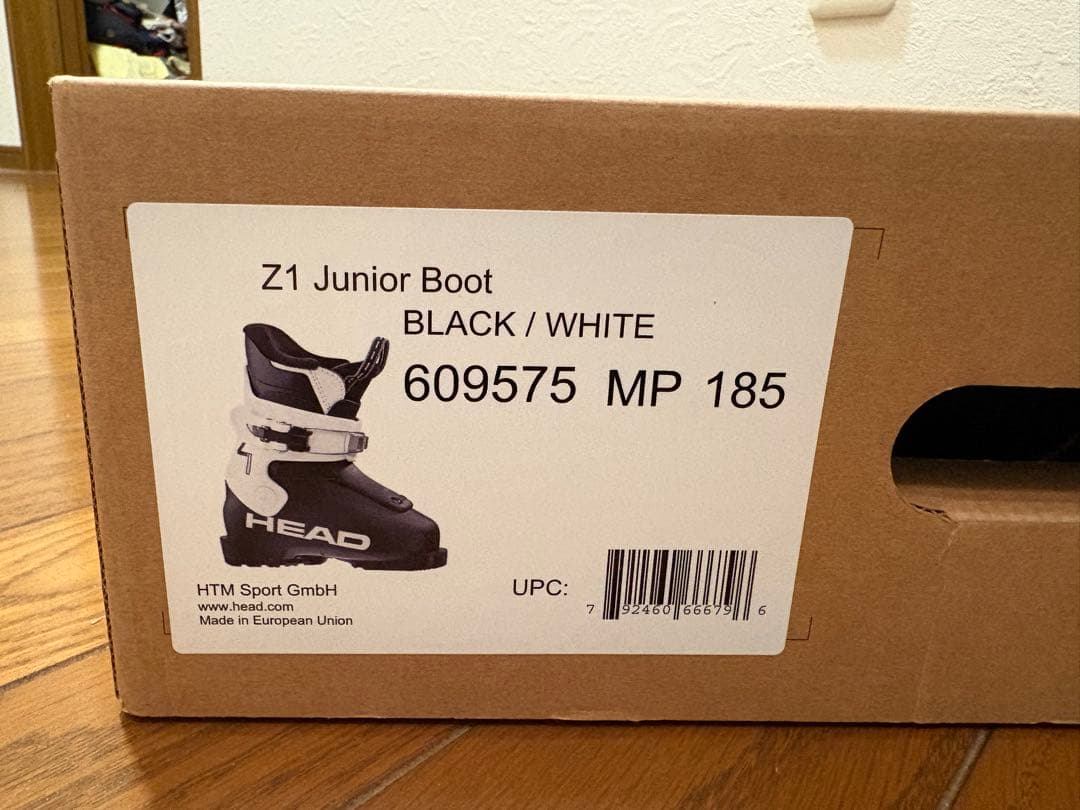 Z1 Junior Boot
BLACK / WHITE
609575 MP 185
HEAD
HTM Sport GmbH
www.head.com
Made in European Union
UPC:
7 92460 66679 6